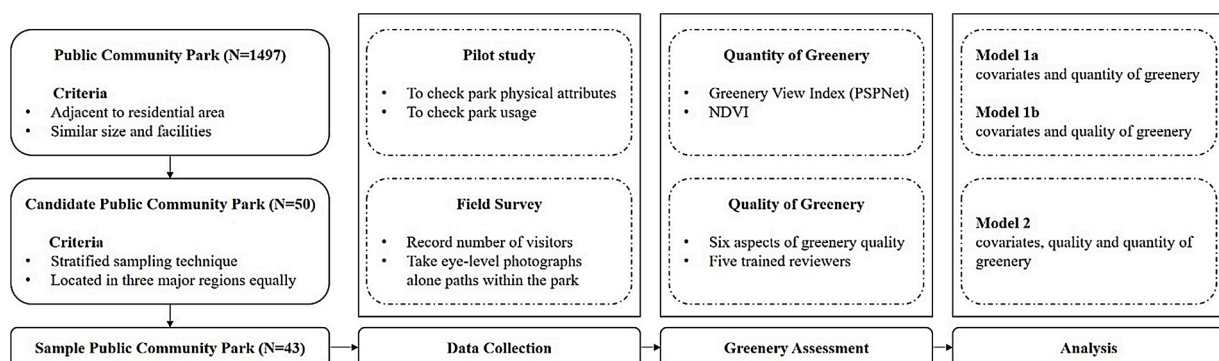 Public Community Park (N=1497)
Criteria
• Adjacent to residential area
• Similar size and facilities
Candidate Public Community Park (N=50)
Criteria
• Stratified sampling technique
• Located in three major regions equally
Sample Public Community Park (N=43)
Pilot study
• To check park physical attributes
• To check park usage
Field Survey
• Record number of visitors
• Take eye-level photographs
alone paths within the park
Data Collection
Quantity of Greenery
• Greenery View Index (PSPNet)
• NDVI
Quality of Greenery
• Six aspects of greenery quality
• Five trained reviewers
Greenery Assessment
Model 1a
covariates and quantity of greenery
Model 1b
covariates and quality of greenery
Model 2
covariates, quality and quantity of
greenery
Analysis